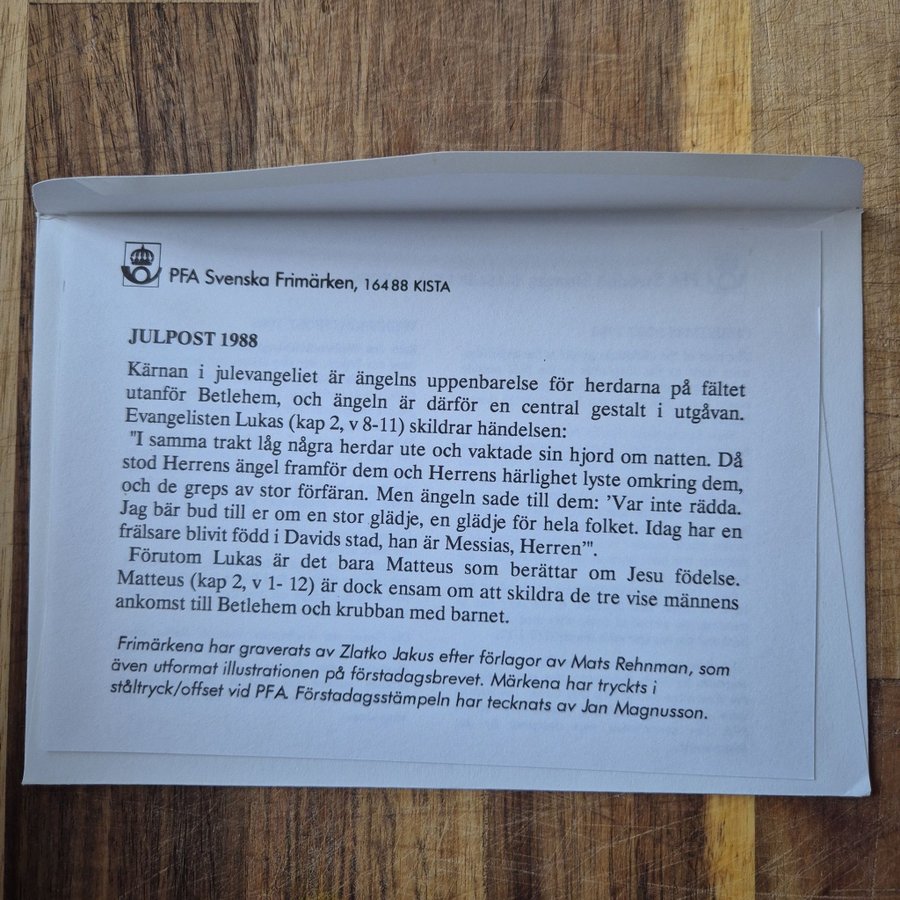 PFA Svenska Frimärken, 164 88 KISTA
JULPOST 1988
Kärnan i julevangeliet är ängelns uppenbarelse för herdarna på fältet
utanför Betlehem, och ängeln är därför en central gestalt i utgåvan.
Evangelisten Lukas (kap 2, v 8-11) skildrar händelsen:
"I samma trakt låg några herdar ute och vaktade sin hjord om natten. Då
stod Herrens ängel framför dem och Herrens härlighet lyste omkring dem,
och de greps av stor förfäran. Men ängeln sade till dem: 'Var inte rädda.
Jag bär bud till er om en stor glädje, en glädje för hela folket. Idag har en
frälsare blivit född i Davids stad, han är Messias, Herren'".
Förutom Lukas är det bara Matteus som berättar om Jesu födelse.
Matteus (kap 2, v 1- 12) är dock ensam om att skildra de tre vise männens
ankomst till Betlehem och krubban med barnet.
Frimärkena har graverats av Zlatko Jakus efter förlagor av Mats Rehnman, som
även utformat illustrationen på förstadagsbrevet. Märkena har tryckts i
ståltryck/offset vid PFA. Förstadagsstämpeln har tecknats av Jan Magnusson.